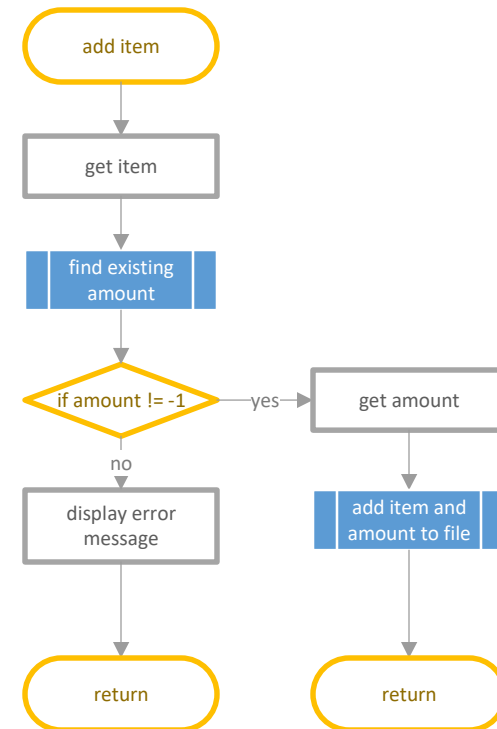 add item
get item
find existing
amount
if amount != -1
yes
get amount
no
display error
message
add item and
amount to file
return
return